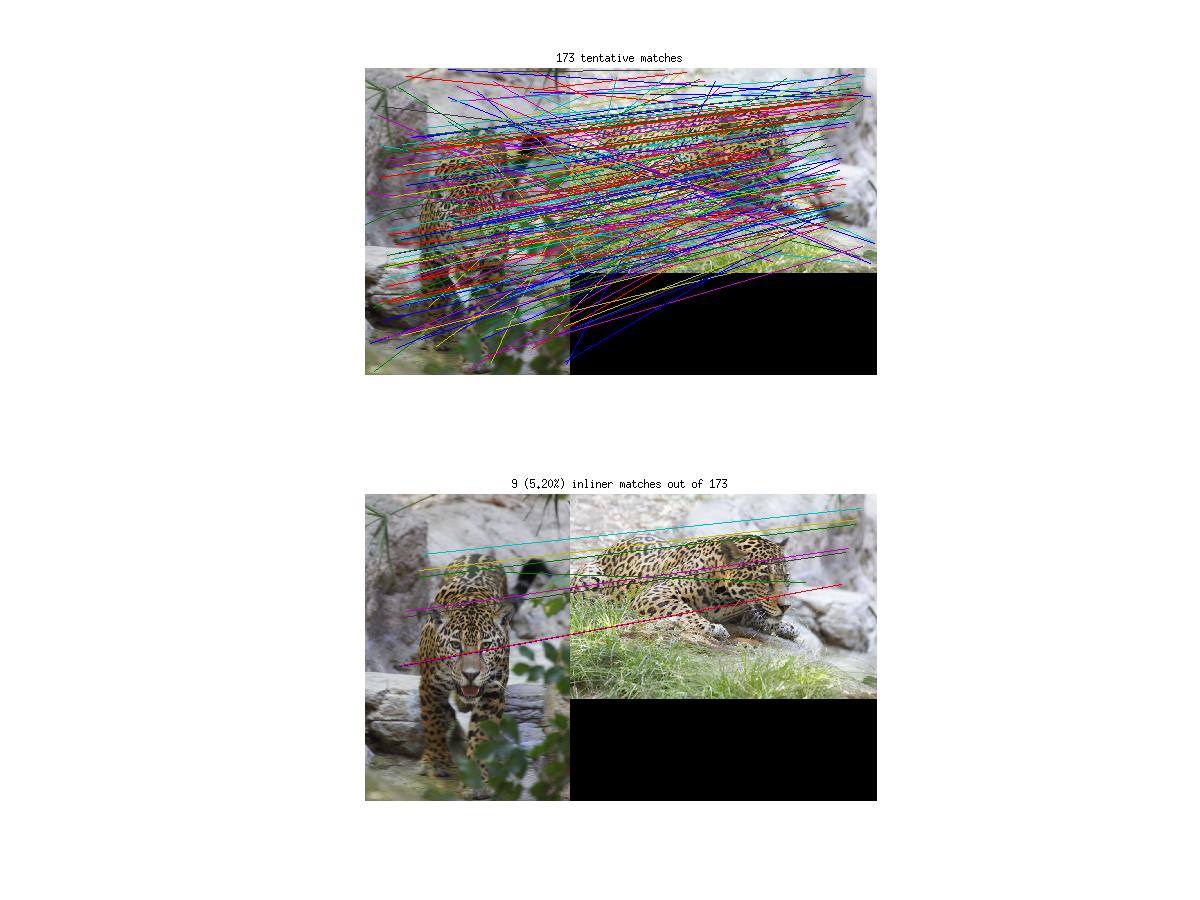 173 tentative matches
9 (5.20%) inliner matches out of 173